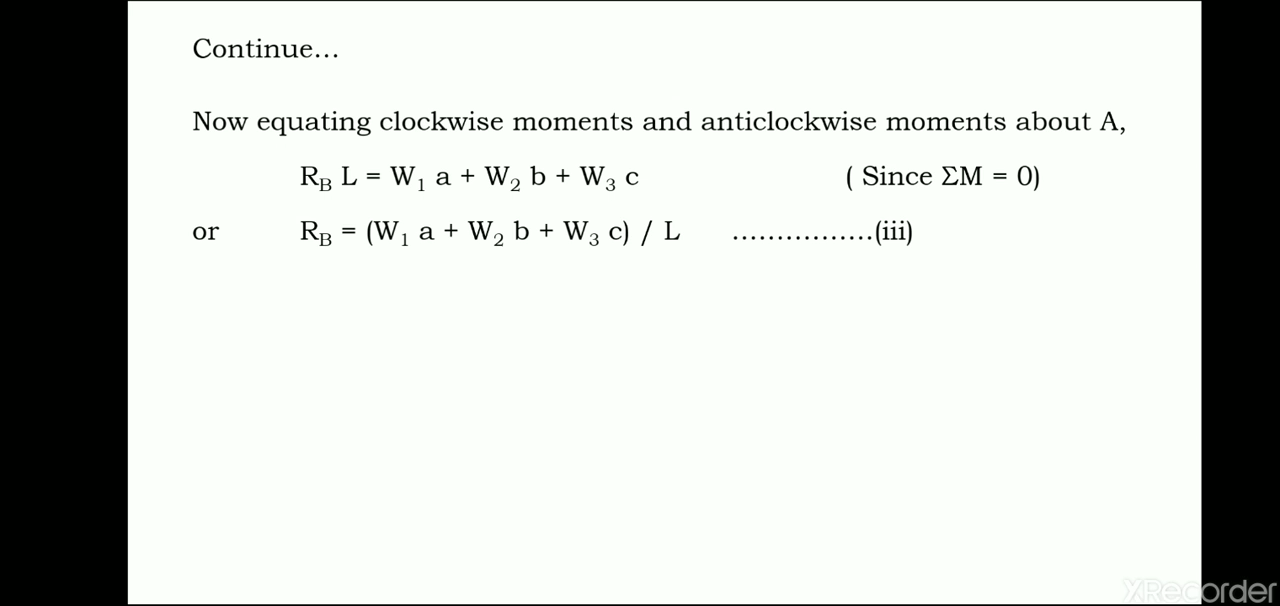 Continue…
Now equating clockwise moments and anticlockwise moments about A,
R_B L = W_1 a + W_2 b + W_3 c ( Since ΣM = 0)
or R_B = (W_1 a + W_2 b + W_3 c) / L ................(iii)
XRecorder